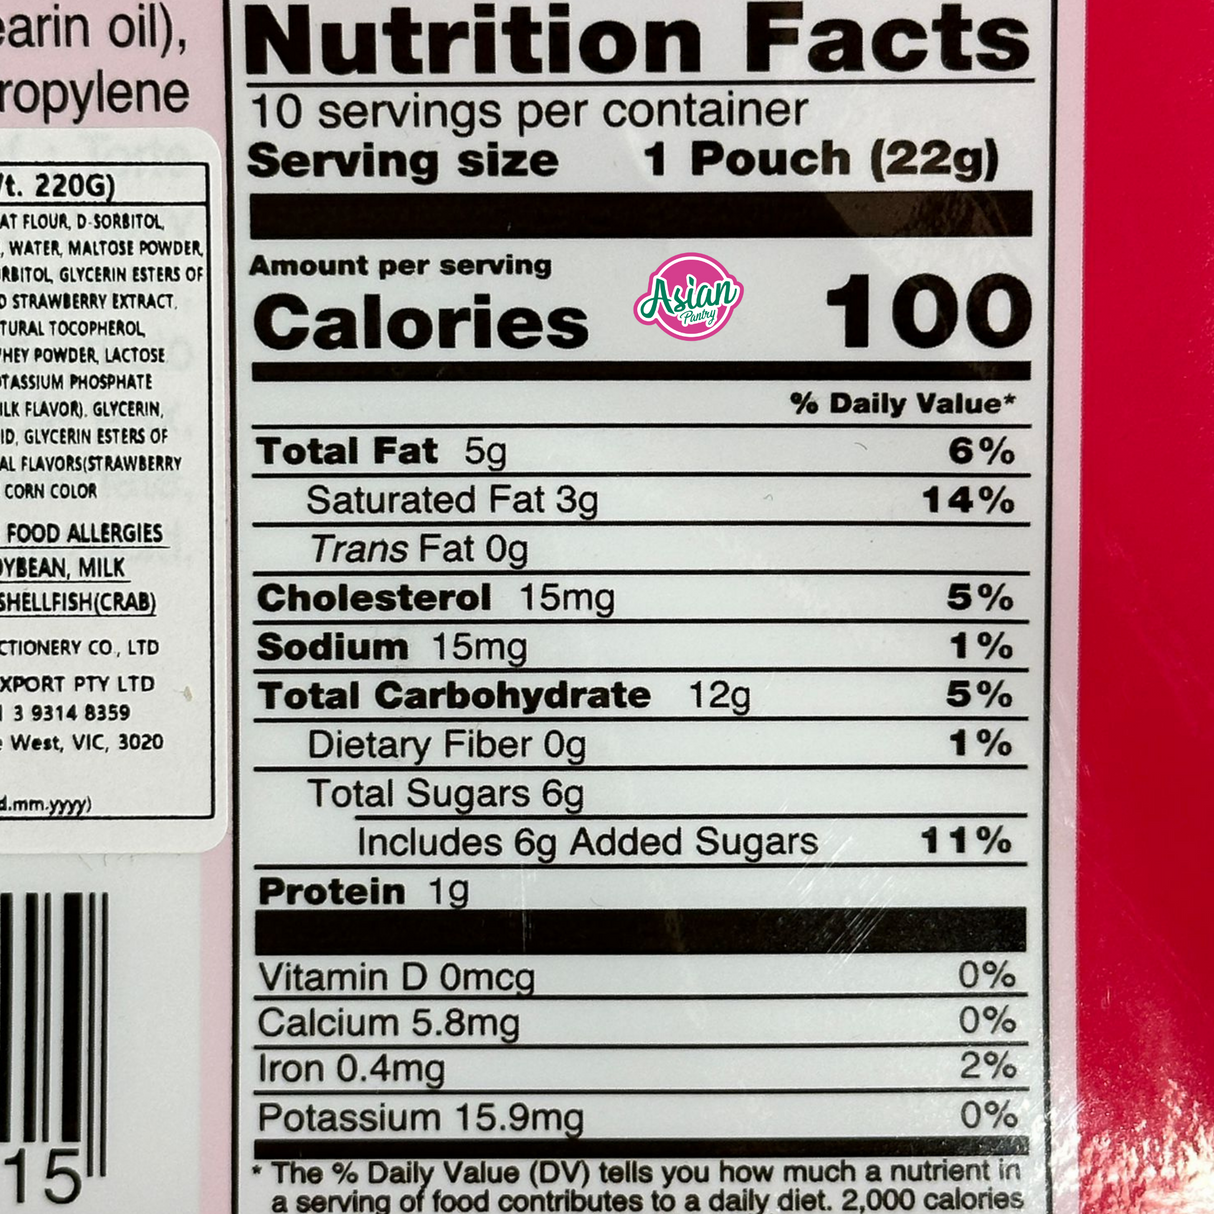 earin oil),
ropylene
t. 220G)
AT FLOUR, D-SORBITOL,
, WATER, MALTOSE POWDER,
RBITOL, GLYCERIN ESTERS OF
D STRAWBERRY EXTRACT,
TURAL TOCOPHEROL,
HEY POWDER, LACTOSE
OTASSIUM PHOSPHATE
ILK FLAVOR). GLYCERIN,
ID, GLYCERIN ESTERS OF
AL FLAVORS(STRAWBERRY
CORN COLOR
FOOD ALLERGIES
OYBEAN, MILK
SHELLFISH(CRAB)
CTIONERY CO., LTD
XPORT PTY LTD
3 9314 8359
West, VIC, 3020
d.mm.yyyy)
15
Nutrition Facts
10 servings per container
Serving size 1 Pouch (22g)
Amount per serving
Calories 100
Asian
Pantry
% Daily Value*
Total Fat 5g 6%
Saturated Fat 3g 14%
Trans Fat 0g
Cholesterol 15mg 5%
Sodium 15mg 1%
Total Carbohydrate 12g 5%
Dietary Fiber 0g 1%
Total Sugars 6g
Includes 6g Added Sugars 11%
Protein 1g
Vitamin D 0mcg 0%
Calcium 5.8mg 0%
Iron 0.4mg 2%
Potassium 15.9mg 0%
* The % Daily Value (DV) tells you how much a nutrient in
a serving of food contributes to a daily diet. 2,000 calories